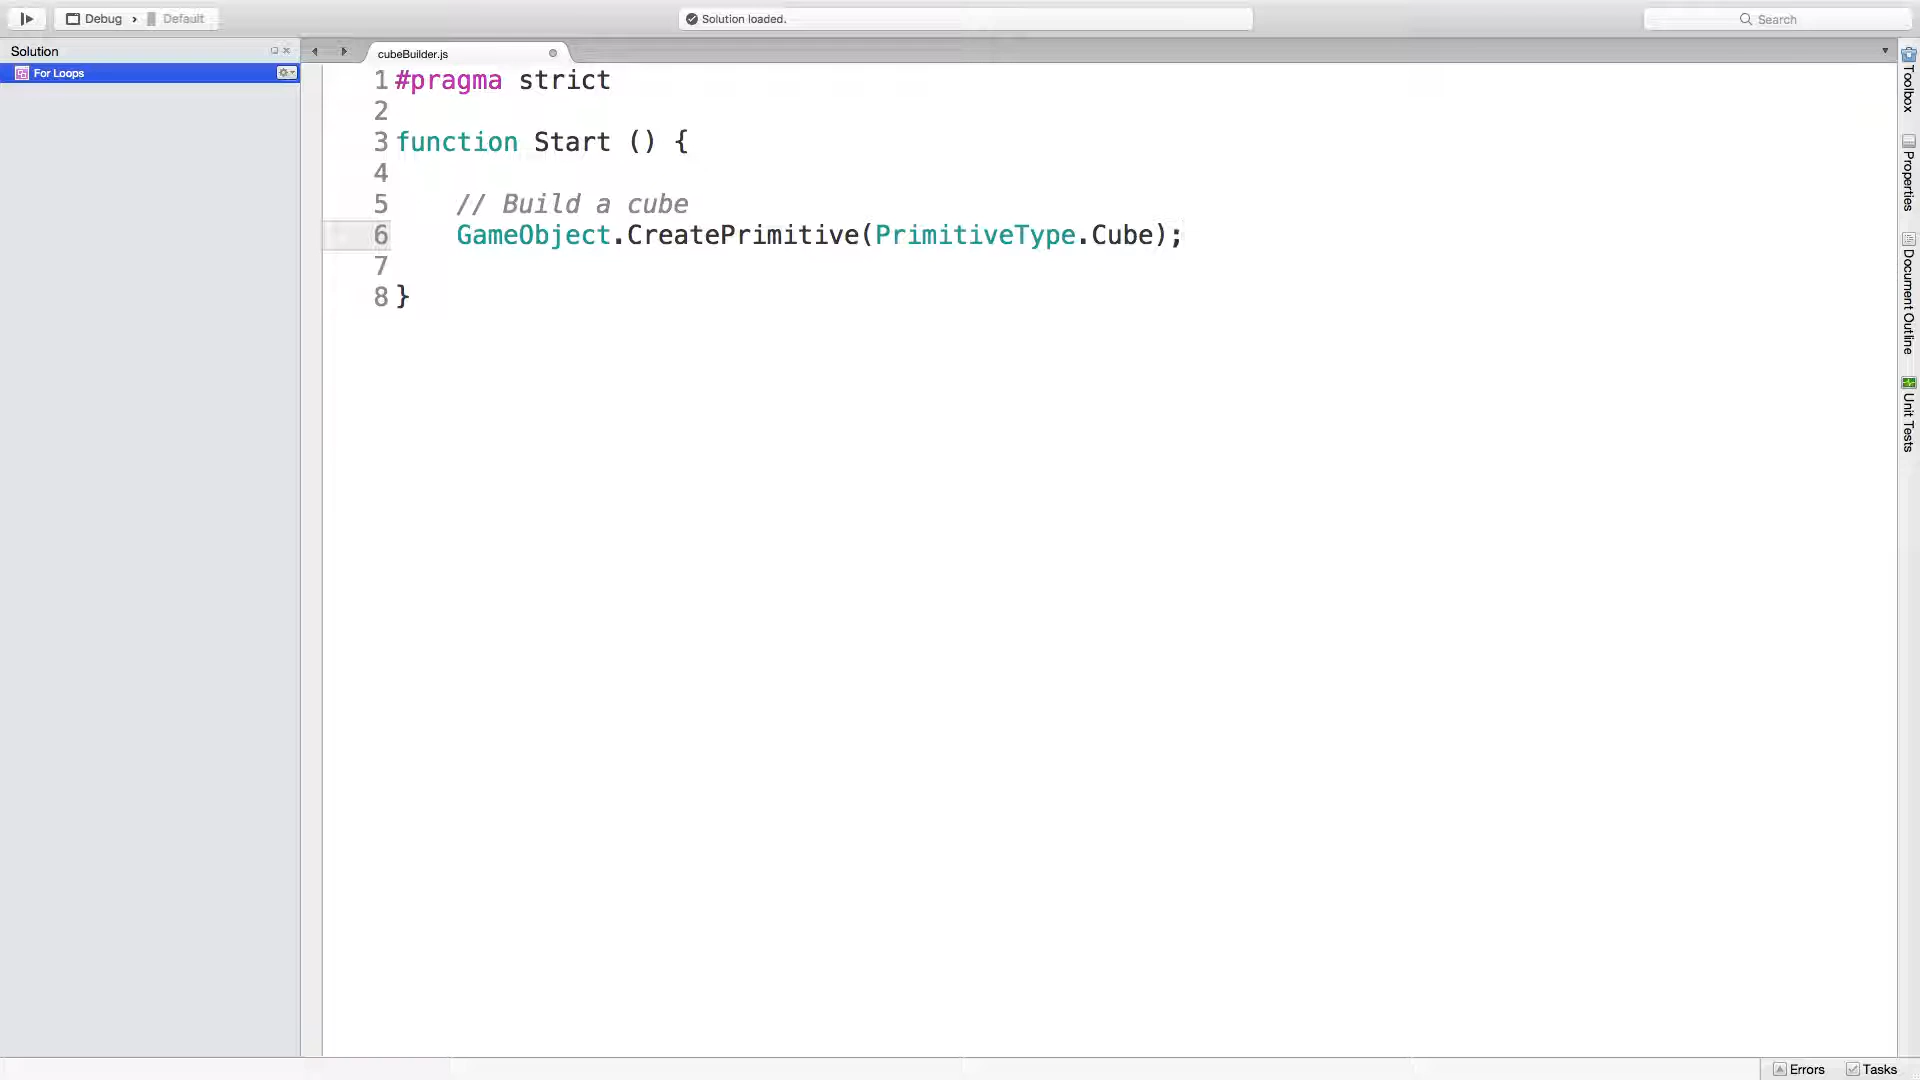 Debug › Default
Solution loaded.
Search
Solution
For Loops
cubeBuilder.js
1 #pragma strict
2
3 function Start () {
4
5 // Build a cube
6 GameObject.CreatePrimitive(PrimitiveType.Cube);
7
8 }
Toolbox
Properties
Document Outline
Unit Tests
Errors
Tasks